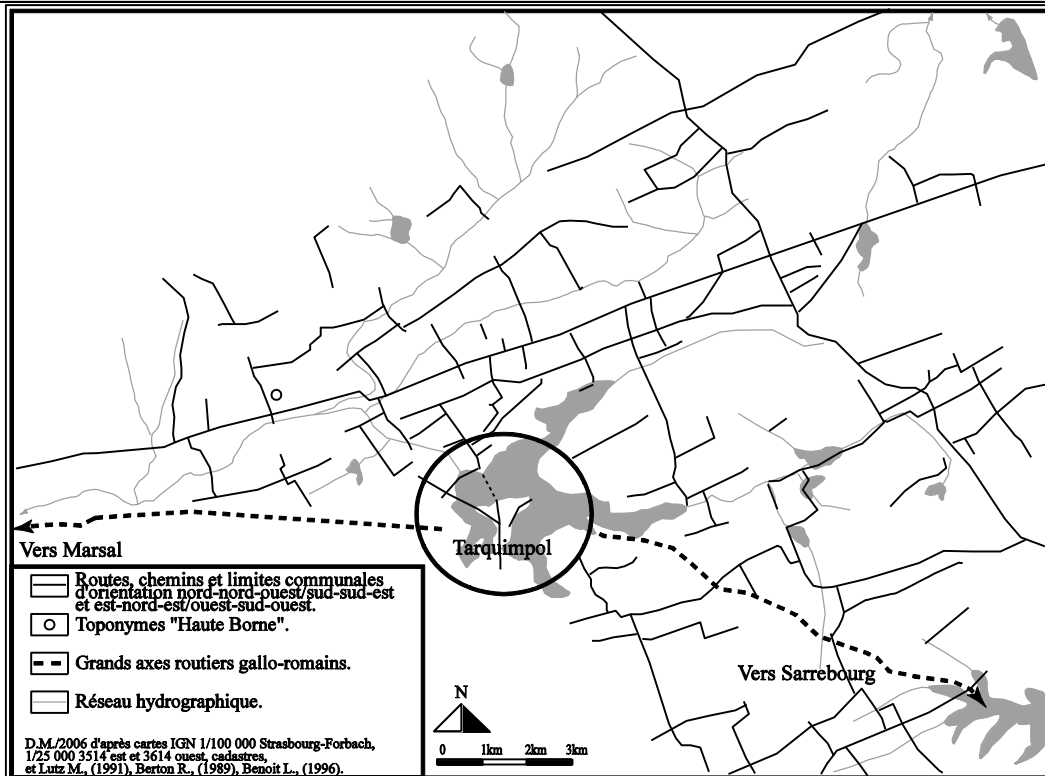 Tarquimpol
Vers Marsal
Vers Sarrebourg
Routes, chemins et limites communales
d'orientation nord-nord-ouest/sud-sud-est
et est-nord-est/ouest-sud-ouest.
Toponymes "Haute Borne".
Grands axes routiers gallo-romains.
Réseau hydrographique.
D.M./2006 d'après cartes IGN 1/100 000 Strasbourg-Forbach,
1/25 000 3514 est et 3614 ouest, cadastres,
et Lutz M., (1991), Berton R., (1989), Benoit L., (1996).
N
0 1km 2km 3km